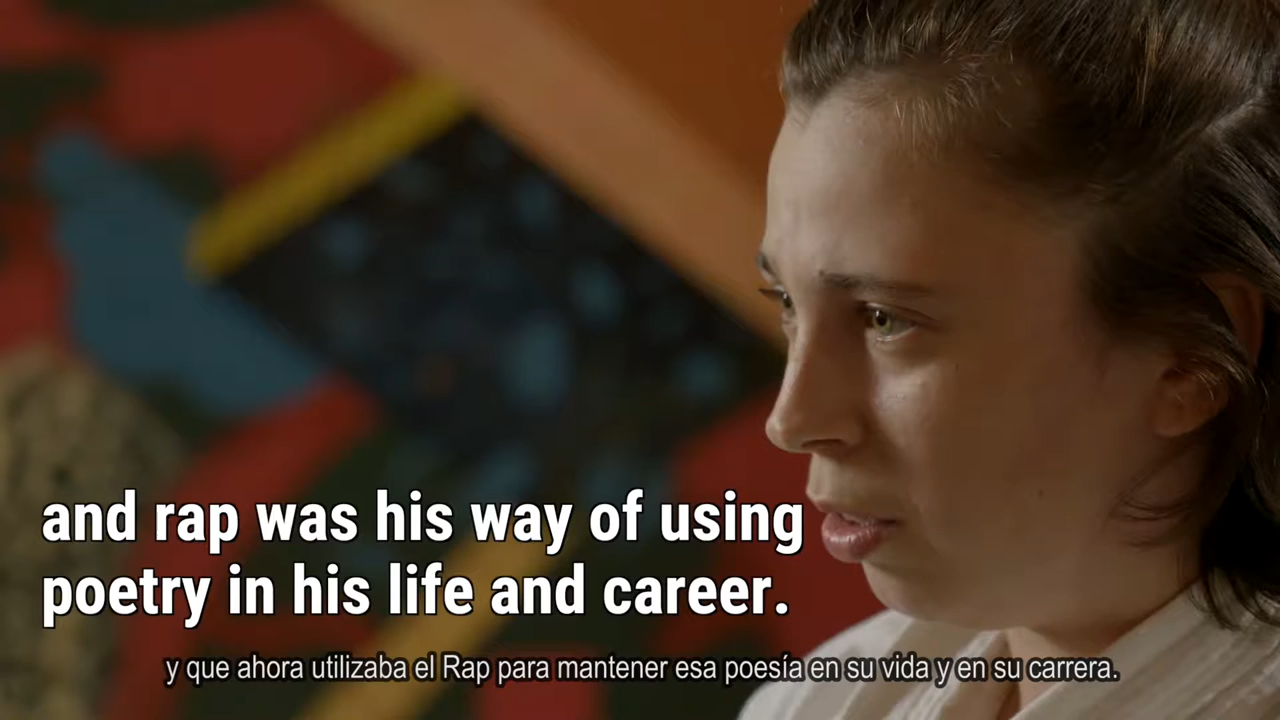 and rap was his way of using
poetry in his life and career.
y que ahora utilizaba el Rap para mantener esa poesía en su vida y en su carrera.